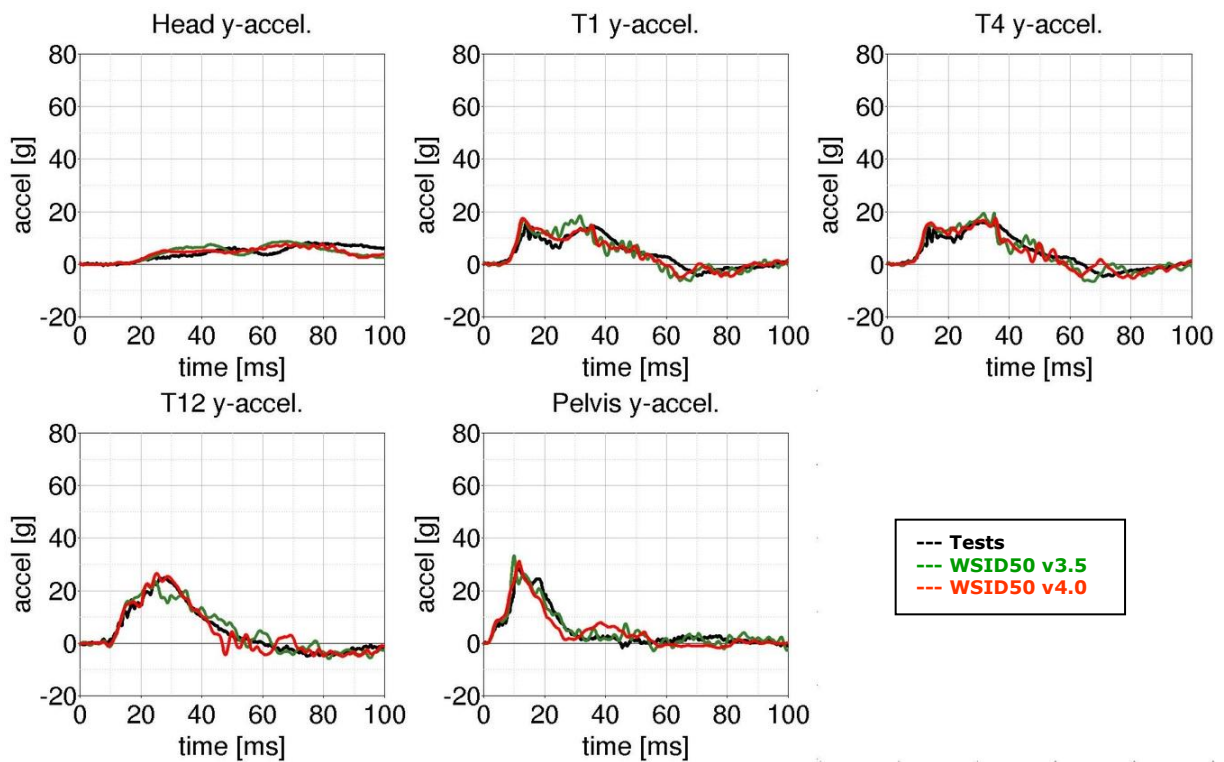 Head y-accel.
T1 y-accel.
T4 y-accel.
80
60
40
20
0
-20
accel [g]
0 20 40 60 80 100
time [ms]
80
60
40
20
0
-20
accel [g]
0 20 40 60 80 100
time [ms]
80
60
40
20
0
-20
accel [g]
0 20 40 60 80 100
time [ms]
T12 y-accel.
Pelvis y-accel.
80
60
40
20
0
-20
accel [g]
0 20 40 60 80 100
time [ms]
80
60
40
20
0
-20
accel [g]
0 20 40 60 80 100
time [ms]
--- Tests
--- WSID50 v3.5
--- WSID50 v4.0